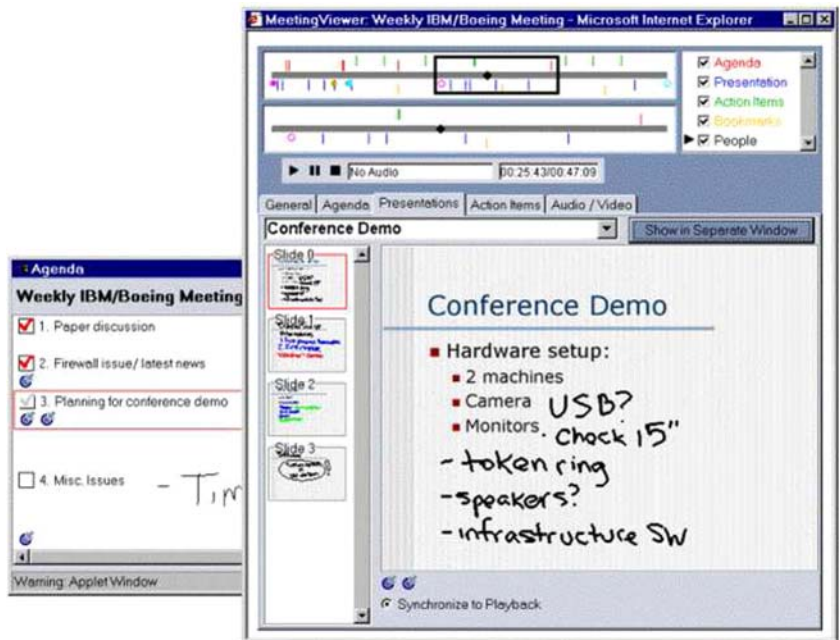 MeetingViewer: Weekly IBM/Boeing Meeting - Microsoft Internet Explorer
Agenda
Presentation
Action Items
Bookmarks
People
No Audio
00:25:43/00:47:09
General Agenda Presentations Action Items Audio / Video
Conference Demo
Show in Separate Window
Slide 0
Slide 1
Slide 2
Slide 3
Conference Demo
Hardware setup:
2 machines
Camera USB?
Monitors. Check 15"
- token ring
- speakers?
- infrastructure SW
Synchronize to Playback
Agenda
Weekly IBM/Boeing Meeting
1. Paper discussion
2. Firewall issue/ latest news
3. Planning for conference demo
4. Misc. Issues
Warning: Applet Window